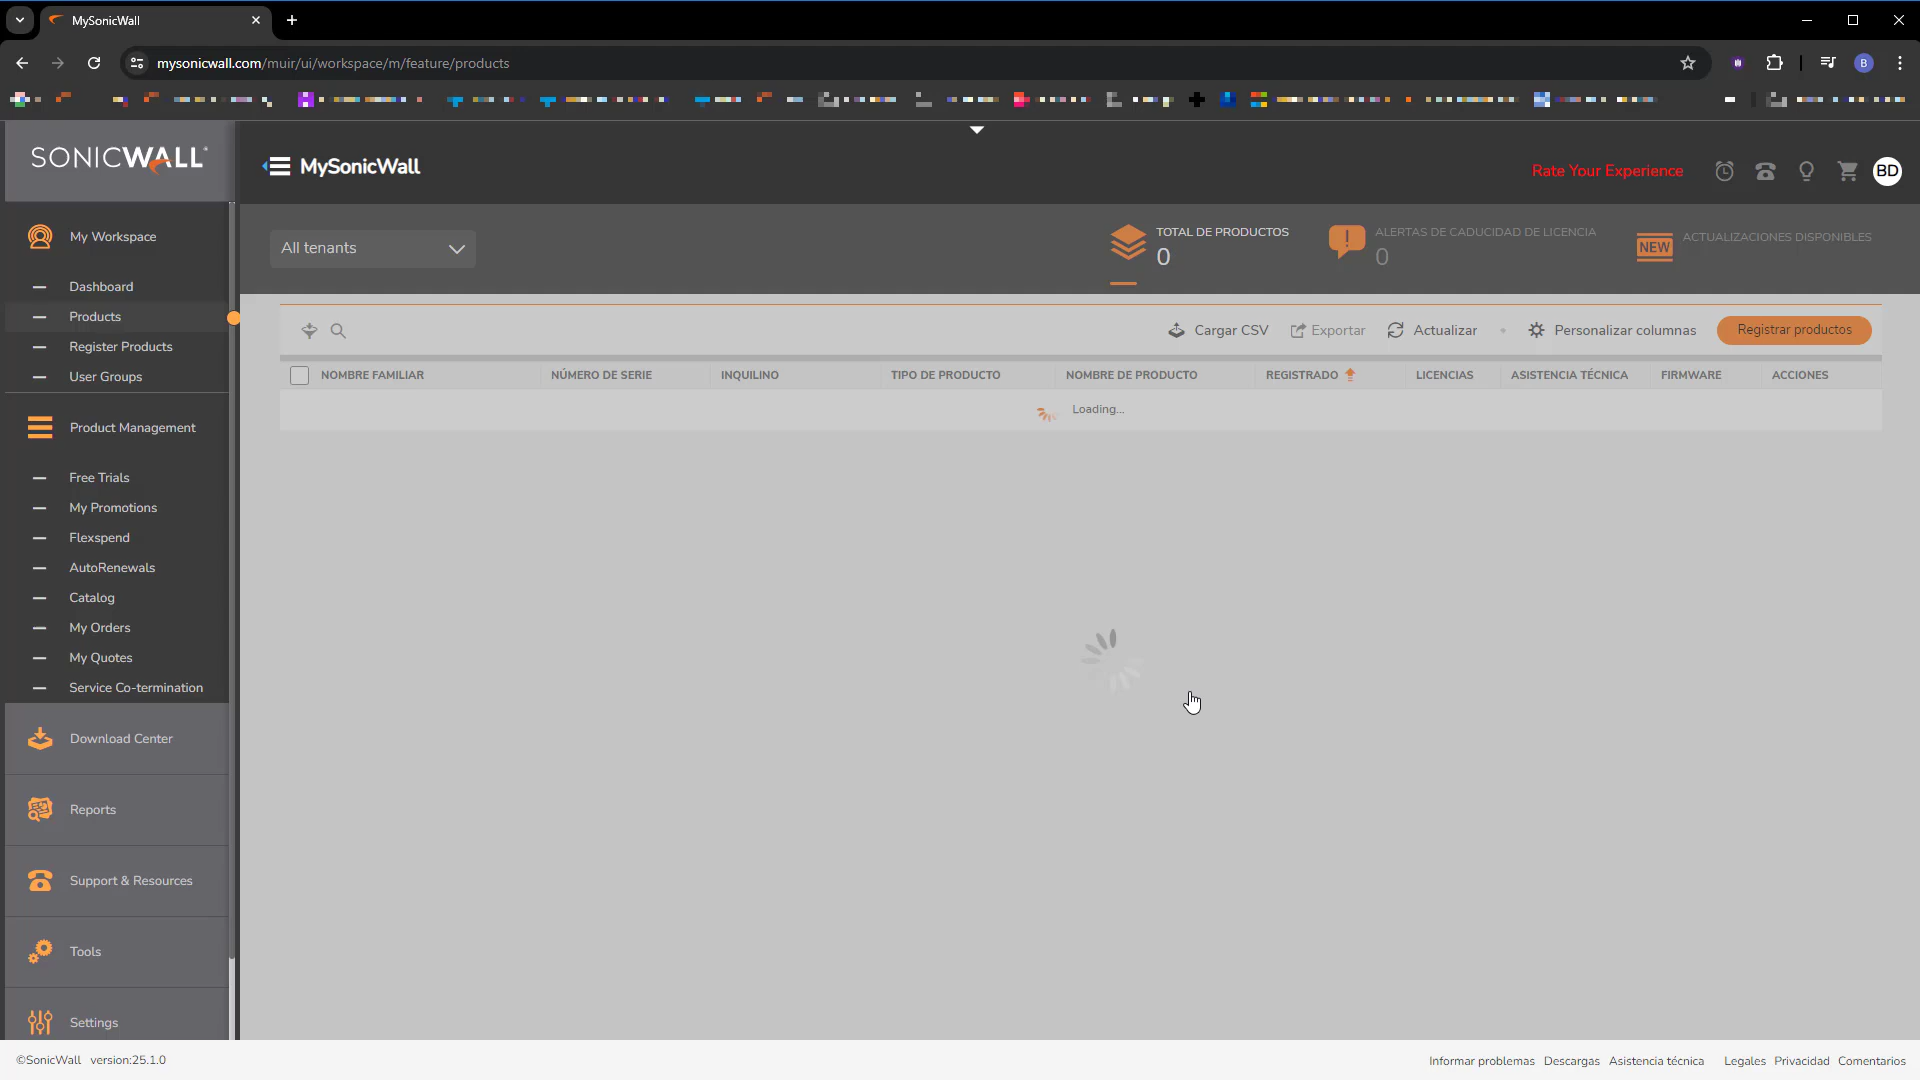 MySonicWall
mysonicwall.com/muir/ui/workspace/m/feature/products
B
SONICWALL
MySonicWall
Rate Your Experience
BD
All tenants
TOTAL DE PRODUCTOS
0
ALERTAS DE CADUCIDAD DE LICENCIA
0
NEW
ACTUALIZACIONES DISPONIBLES
My Workspace
Dashboard
Products
Register Products
User Groups
Product Management
Free Trials
My Promotions
Flexspend
AutoRenewals
Catalog
My Orders
My Quotes
Service Co-termination
Download Center
Reports
Support & Resources
Tools
Settings
Cargar CSV
Exportar
Actualizar
Personalizar columnas
Registrar productos
NOMBRE FAMILIAR
NÚMERO DE SERIE
INQUILINO
TIPO DE PRODUCTO
NOMBRE DE PRODUCTO
REGISTRADO
LICENCIAS
ASISTENCIA TÉCNICA
FIRMWARE
ACCIONES
Loading...
©SonicWall version:25.1.0
Informar problemas Descargas Asistencia técnica Legales Privacidad Comentarios